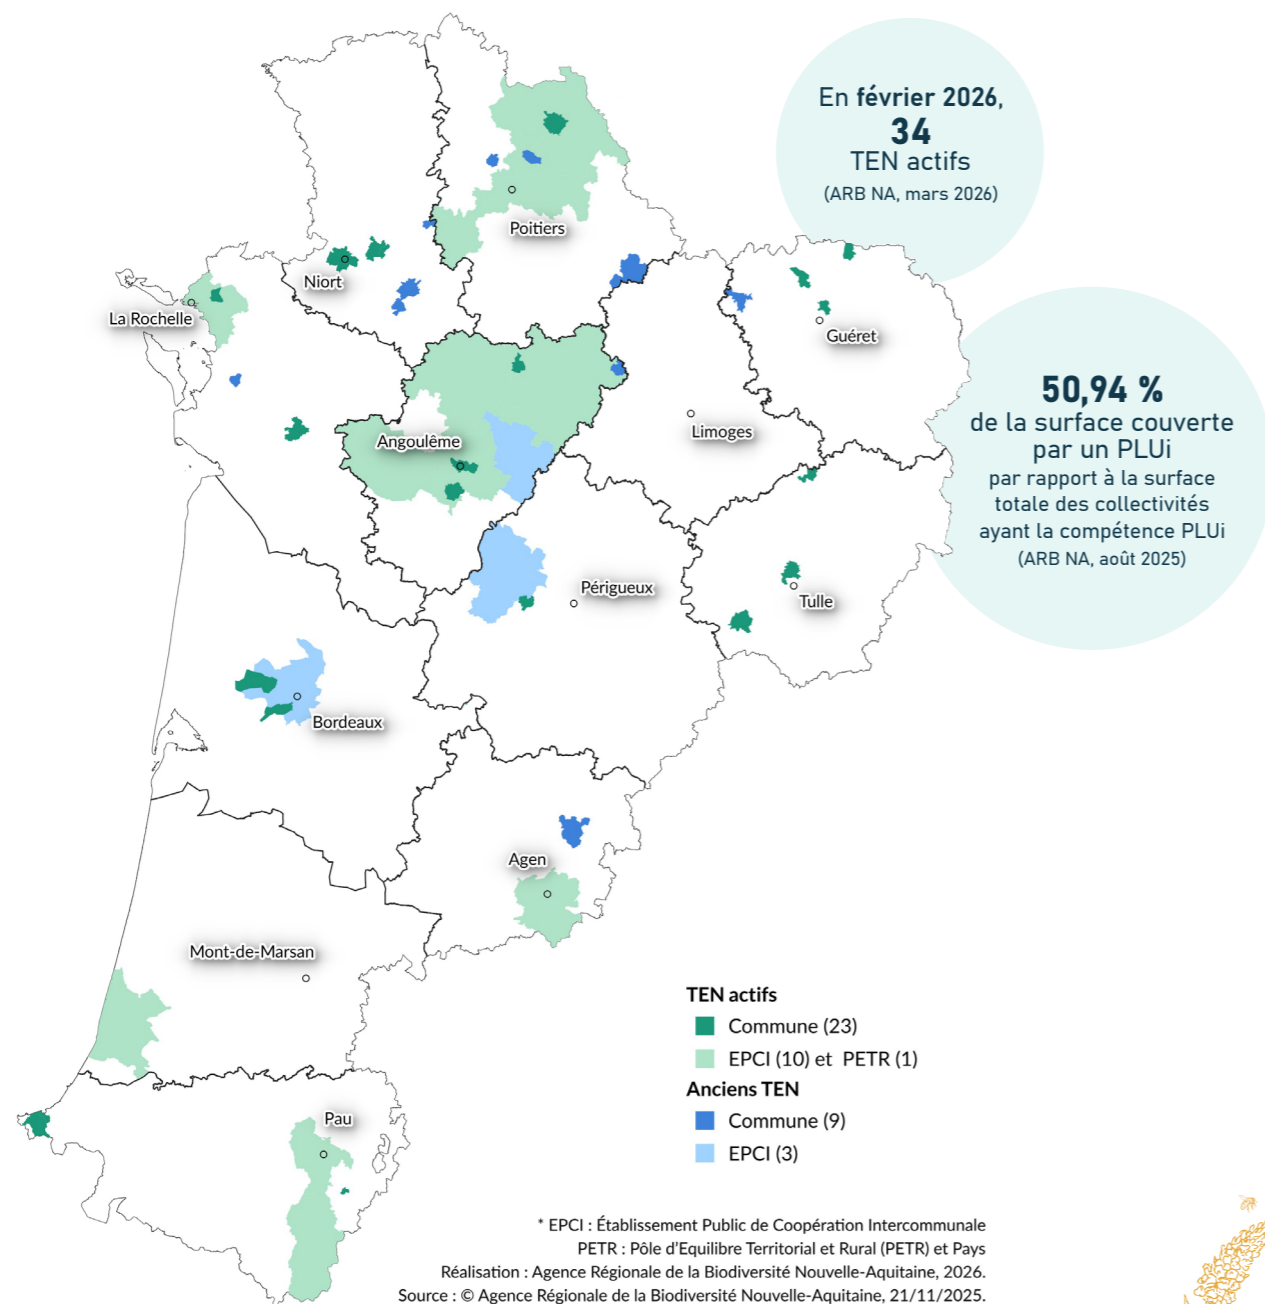 En février 2026,
34
TEN actifs
(ARB NA, mars 2026)
Poitiers
Niort
La Rochelle
Guéret
50,94 %
de la surface couverte
par un PLUi
par rapport à la surface
totale des collectivités
ayant la compétence PLUi
(ARB NA, août 2025)
Angoulême
Limoges
Périgueux
Tulle
Bordeaux
Agen
Mont-de-Marsan
Pau
TEN actifs
Commune (23)
EPCI (10) et PETR (1)
Anciens TEN
Commune (9)
EPCI (3)
* EPCI : Établissement Public de Coopération Intercommunale
PETR : Pôle d'Equilibre Territorial et Rural (PETR) et Pays
Réalisation : Agence Régionale de la Biodiversité Nouvelle-Aquitaine, 2026.
Source : © Agence Régionale de la Biodiversité Nouvelle-Aquitaine, 21/11/2025.